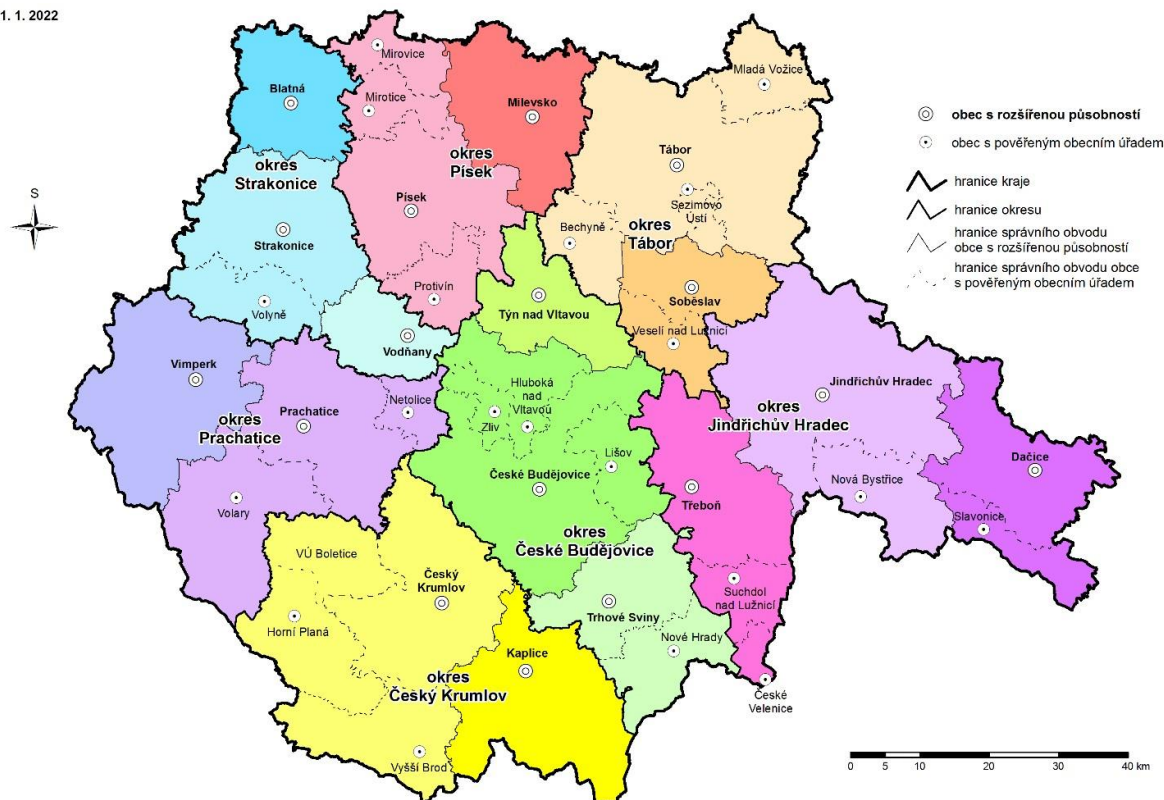 1. 1. 2022
S
Mirovice
Mladá Vožice
Blatná
Mirotice
Milevsko
okres
Písek
okres
Strakonice
Tábor
Sezimovo
Ústí
Písek
Strakonice
Bechyně
okres
Tábor
Protivín
Volyně
Týn nad Vltavou
Soběslav
Veselí nad Lužnicí
Vodňany
Vimperk
Prachatice
Netolice
Hluboká
nad
Vltavou
Zliv
Jindřichův Hradec
okres
Jindřichův Hradec
okres
Prachatice
Lišov
České Budějovice
Třeboň
Nová Bystřice
Dačice
Slavonice
Volary
okres
České Budějovice
VÚ Boletice
Český
Krumlov
Suchdol
nad Lužnicí
Horní Planá
Trhové Sviny
Nové Hrady
Kaplice
okres
Český Krumlov
České
Velenice
Vyšší Brod
obec s rozšířenou působností
obec s pověřeným obecním úřadem
hranice kraje
hranice okresu
hranice správního obvodu
obce s rozšířenou působností
hranice správního obvodu obce
s pověřeným obecním úřadem
0 5 10 20 30 40 km